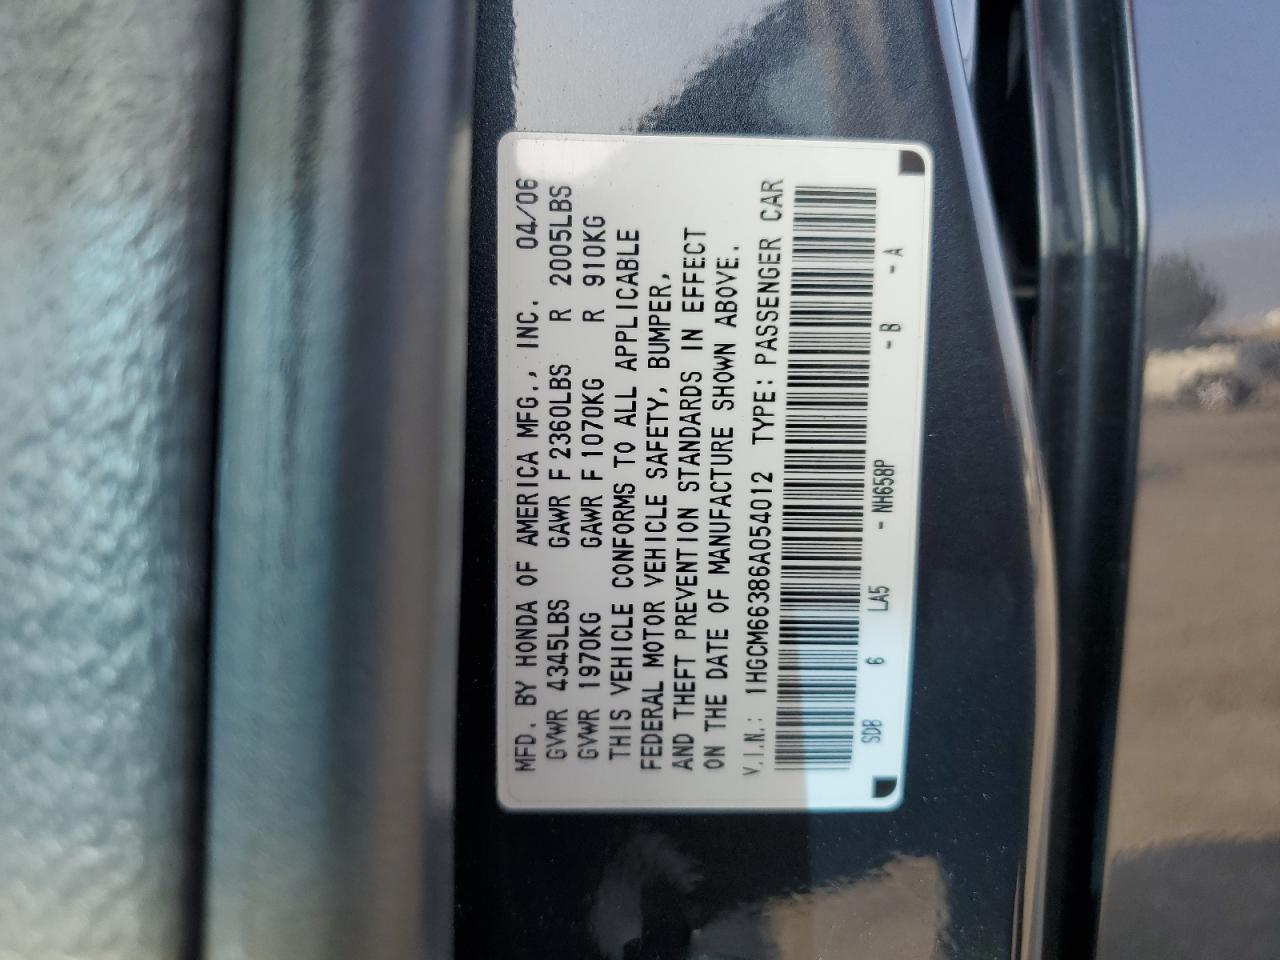 MFD. BY HONDA OF AMERICA MFG., INC. 04/06
GVWR 4345LBS GAWR F 2360LBS R 2005LBS
GVWR 1970KG GAWR F 1070KG R 910KG
THIS VEHICLE CONFORMS TO ALL APPLICABLE
FEDERAL MOTOR VEHICLE SAFETY, BUMPER,
AND THEFT PREVENTION STANDARDS IN EFFECT
ON THE DATE OF MANUFACTURE SHOWN ABOVE.
V.I.N.: 1HGCM66386A054012 TYPE: PASSENGER CAR
SDB 6 LA5 - NH658P - B - A